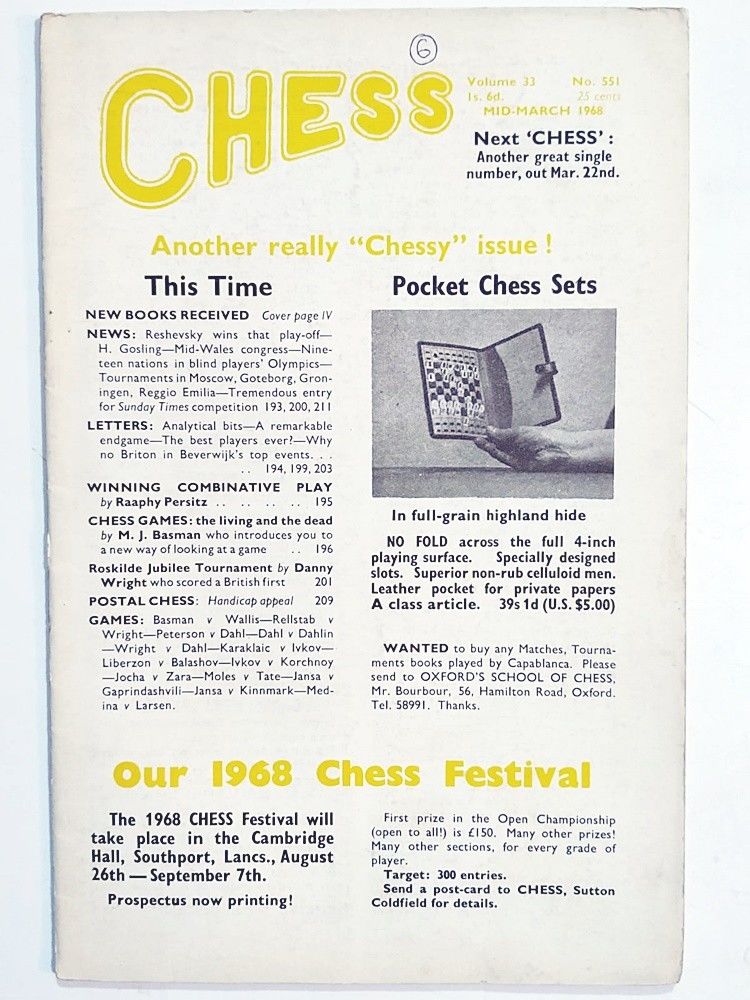 6
CHESS
Volume 33 No. 551
1s. 6d. 25 cents
MID-MARCH 1968
Next ‘CHESS’ :
Another great single
number, out Mar. 22nd.
Another really “Chessy” issue !
This Time
NEW BOOKS RECEIVED Cover page IV
NEWS: Reshevsky wins that play-off—
H. Gosling—Mid-Wales congress—Nine-
teen nations in blind players’ Olympics—
Tournaments in Moscow, Goteborg, Gron-
ingen, Reggio Emilia—Tremendous entry
for Sunday Times competition 193, 200, 211
LETTERS: Analytical bits—A remarkable
endgame—The best players ever?—Why
no Briton in Beverwijk’s top events. . .
.. 194, 199, 203
WINNING COMBINATIVE PLAY
by Raaphy Persitz .. .. .. .. 195
CHESS GAMES: the living and the dead
by M. J. Basman who introduces you to
a new way of looking at a game .. 196
Roskilde Jubilee Tournament by Danny
Wright who scored a British first 201
POSTAL CHESS: Handicap appeal 209
GAMES: Basman v Wallis—Rellstab v
Wright—Peterson v Dahl—Dahl v Dahlin
—Wright v Dahl—Karaklaic v Ivkov—
Liberzon v Balashov—Ivkov v Korchnoy
—Jocha v Zara—Moles v Tate—Jansa v
Gaprindashvili—Jansa v Kinnmark—Med-
ina v Larsen.
Pocket Chess Sets
In full-grain highland hide
NO FOLD across the full 4-inch
playing surface. Specially designed
slots. Superior non-rub celluloid men.
Leather pocket for private papers
A class article. 39s 1d (U.S. $5.00)
WANTED to buy any Matches, Tourna-
ments books played by Capablanca. Please
send to OXFORD’S SCHOOL OF CHESS,
Mr. Bourbour, 56, Hamilton Road, Oxford.
Tel. 58991. Thanks.
Our 1968 Chess Festival
The 1968 CHESS Festival will
take place in the Cambridge
Hall, Southport, Lancs., August
26th — September 7th.
Prospectus now printing!
First prize in the Open Championship
(open to all!) is £150. Many other prizes!
Many other sections, for every grade of
player.
Target: 300 entries.
Send a post-card to CHESS, Sutton
Coldfield for details.